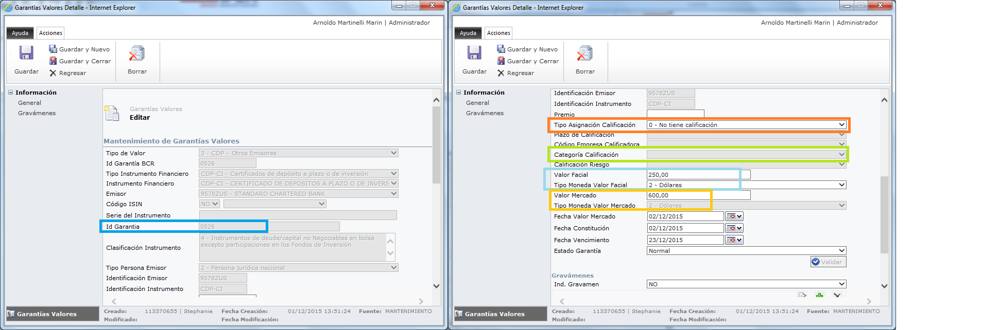 Garantías Valores Detalle - Internet Explorer
Arnoldo Martinelli Marin | Administrador
Ayuda
Acciones
Guardar
Guardar y Nuevo
Guardar y Cerrar
Regresar
Borrar
Información
General
Gravámenes
Garantías Valores
Editar
Mantenimiento de Garantías Valores
Tipo de Valor 3 - CDP – Otros Emisores
Id Garantía BCR 0526
Tipo Instrumento Financiero CDP-CI - Certificados de depósito a plazo o de inversión
Instrumento Financiero CDP-CI - CERTIFICADO DE DEPOSITOS A PLAZO O DE INVERS
Emisor 9578ZUS - STANDARD CHARTERED BANK
Código ISIN NO
Serie del Instrumento
Id Garantia 0526
Clasificación Instrumento 4 - Instrumentos de deuda/capital no Negociables en bolsa
excepto participaciones en los Fondos de Inversión
Tipo Persona Emisor 2 - Persona jurídica nacional
Identificación Emisor 9578ZUS
Identificación Instrumento CDP-CI
Garantías Valores
Creado: 113370655 | Stephanie Fecha Creación: 01/12/2015 13:51:24 Fuente: MANTENIMIENTO
Modificado: Fecha Modificación:
Garantías Valores Detalle - Internet Explorer
Arnoldo Martinelli Marin | Administrador
Ayuda
Acciones
Guardar
Guardar y Nuevo
Guardar y Cerrar
Regresar
Borrar
Información
General
Gravámenes
Identificación Emisor 9578ZUS
Identificación Instrumento CDP-CI
Premio
Tipo Asignación Calificación 0 - No tiene calificación
Plazo de Calificación
Código Empresa Calificadora
Categoría Calificación
Calificación Riesgo
Valor Facial 250,00
Tipo Moneda Valor Facial 2 - Dólares
Valor Mercado 600,00
Tipo Moneda Valor Mercado 2 - Dólares
Fecha Valor Mercado 02/12/2015
Fecha Constitución 02/12/2015
Fecha Vencimiento 23/12/2015
Estado Garantía Normal
Validar
Gravámenes
Ind. Gravamen NO
Garantías Valores
Creado: 113370655 | Stephanie Fecha Creación: 01/12/2015 13:51:24 Fuente: MANTENIMIENTO
Modificado: Fecha Modificación: